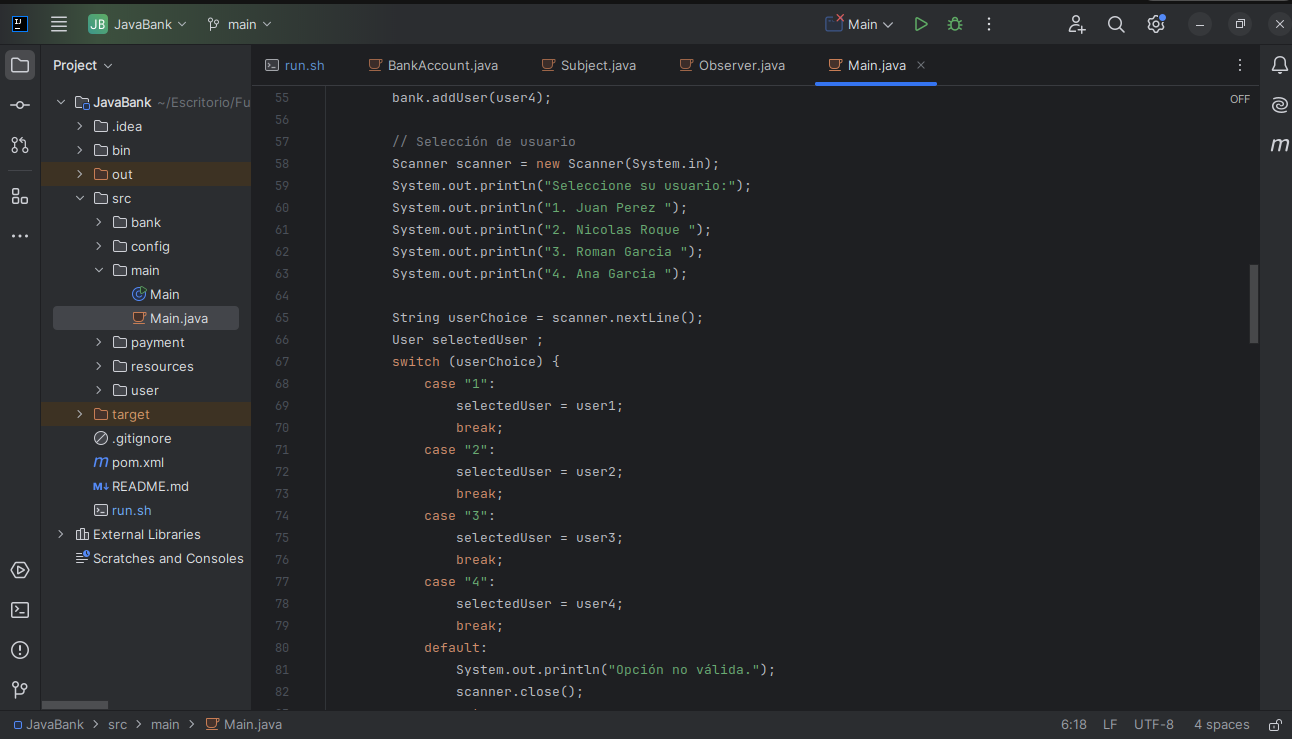 JB JavaBank main Main
Project
run.sh BankAccount.java Subject.java Observer.java Main.java
JavaBank ~/Escritorio/Fu
.idea
bin
out
src
bank
config
main
Main
Main.java
payment
resources
user
target
.gitignore
m pom.xml
M↓ README.md
run.sh
External Libraries
Scratches and Consoles
OFF
m
55 bank.addUser(user4);
56
57 // Selección de usuario
58 Scanner scanner = new Scanner(System.in);
59 System.out.println("Seleccione su usuario:");
60 System.out.println("1. Juan Perez ");
61 System.out.println("2. Nicolas Roque ");
62 System.out.println("3. Roman Garcia ");
63 System.out.println("4. Ana Garcia ");
64
65 String userChoice = scanner.nextLine();
66 User selectedUser ;
67 switch (userChoice) {
68 case "1":
69 selectedUser = user1;
70 break;
71 case "2":
72 selectedUser = user2;
73 break;
74 case "3":
75 selectedUser = user3;
76 break;
77 case "4":
78 selectedUser = user4;
79 break;
80 default:
81 System.out.println("Opción no válida.");
82 scanner.close();
JavaBank > src > main > Main.java 6:18 LF UTF-8 4 spaces